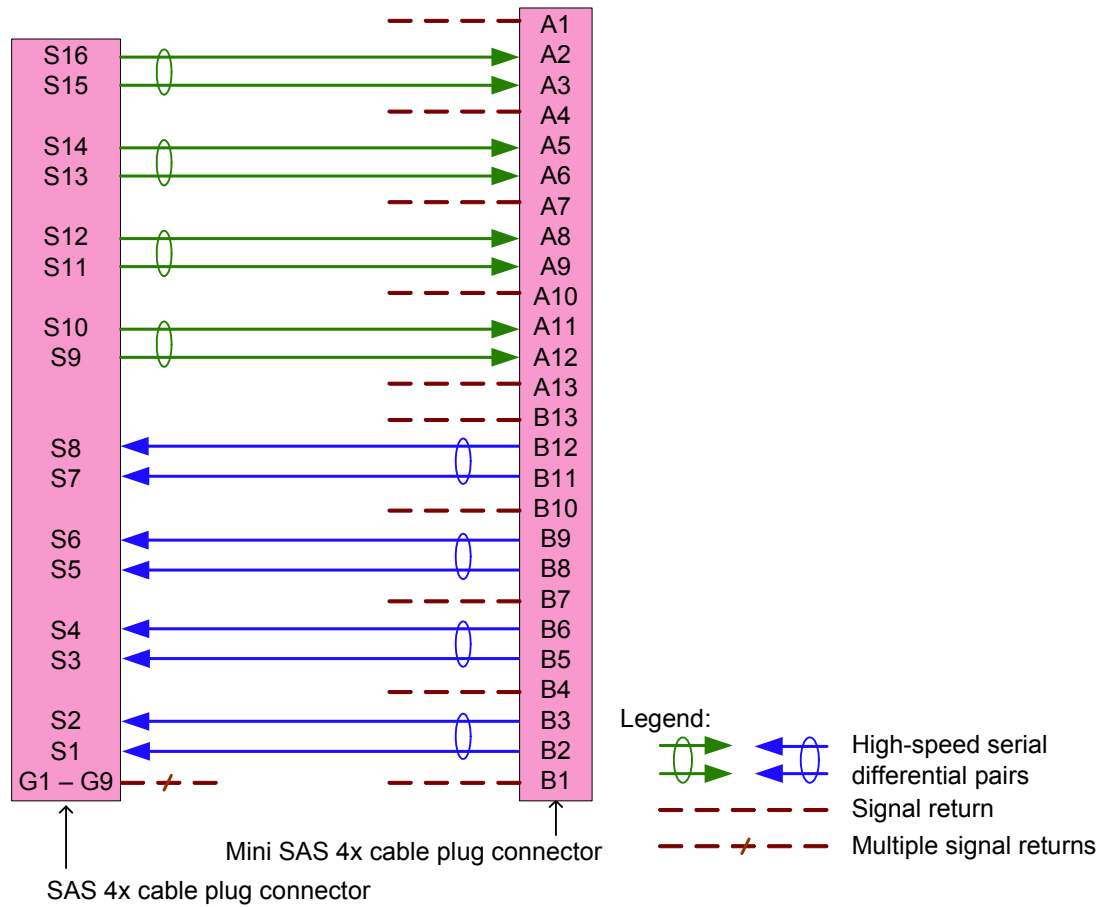 A1
S16 A2
S15 A3
A4
S14 A5
S13 A6
A7
S12 A8
S11 A9
A10
S10 A11
S9 A12
A13
B13
S8 B12
S7 B11
B10
S6 B9
S5 B8
B7
S4 B6
S3 B5
B4
S2 B3
S1 B2
G1 – G9 B1
Mini SAS 4x cable plug connector
SAS 4x cable plug connector
Legend:
High-speed serial
differential pairs
Signal return
Multiple signal returns